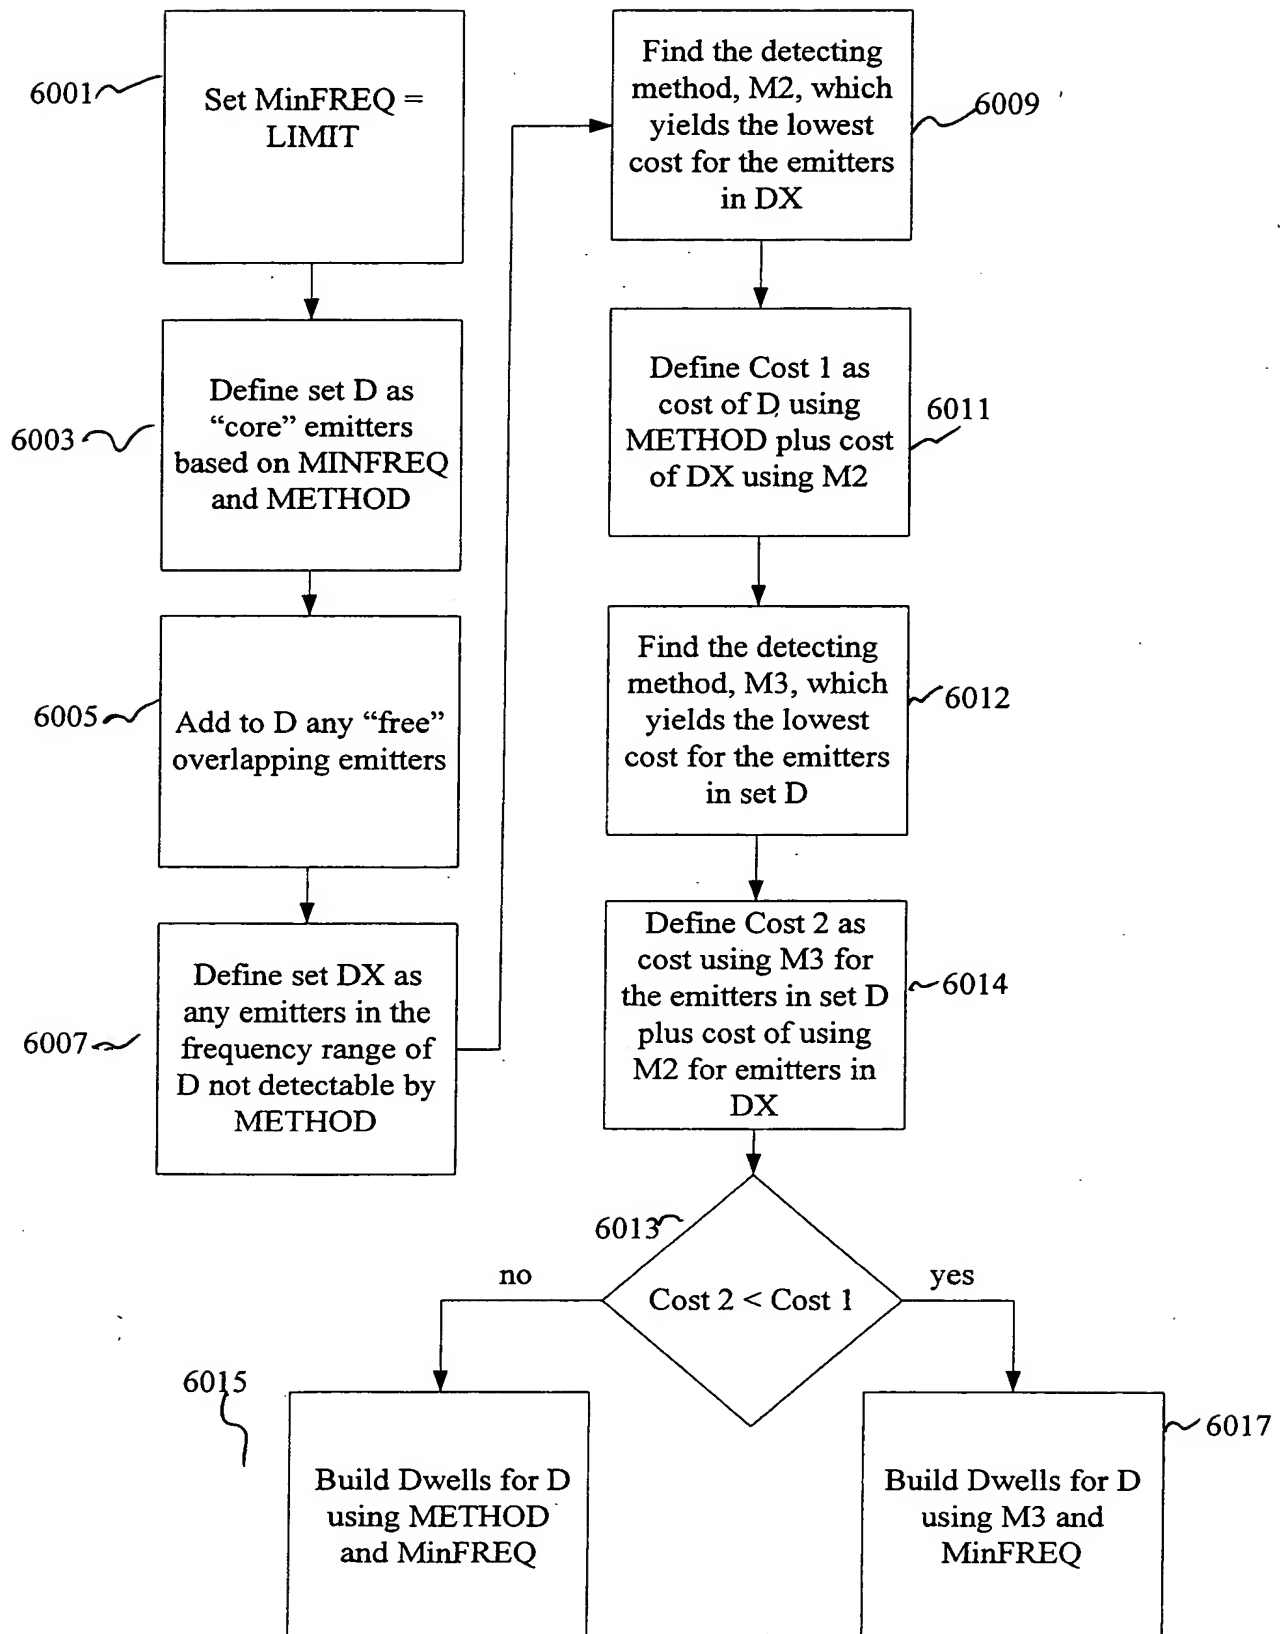 6001
Set MinFREQ =
LIMIT
6003
Define set D as
“core” emitters
based on MINFREQ
and METHOD
6005
Add to D any “free”
overlapping emitters
6007
Define set DX as
any emitters in the
frequency range of
D not detectable by
METHOD
Find the detecting
method, M2, which
yields the lowest
cost for the emitters
in DX
6009
Define Cost 1 as
cost of D using
METHOD plus cost
of DX using M2
6011
Find the detecting
method, M3, which
yields the lowest
cost for the emitters
in set D
6012
Define Cost 2 as
cost using M3 for
the emitters in set D
plus cost of using
M2 for emitters in
DX
6014
6013
Cost 2 < Cost 1
no
yes
6015
Build Dwells for D
using METHOD
and MinFREQ
6017
Build Dwells for D
using M3 and
MinFREQ